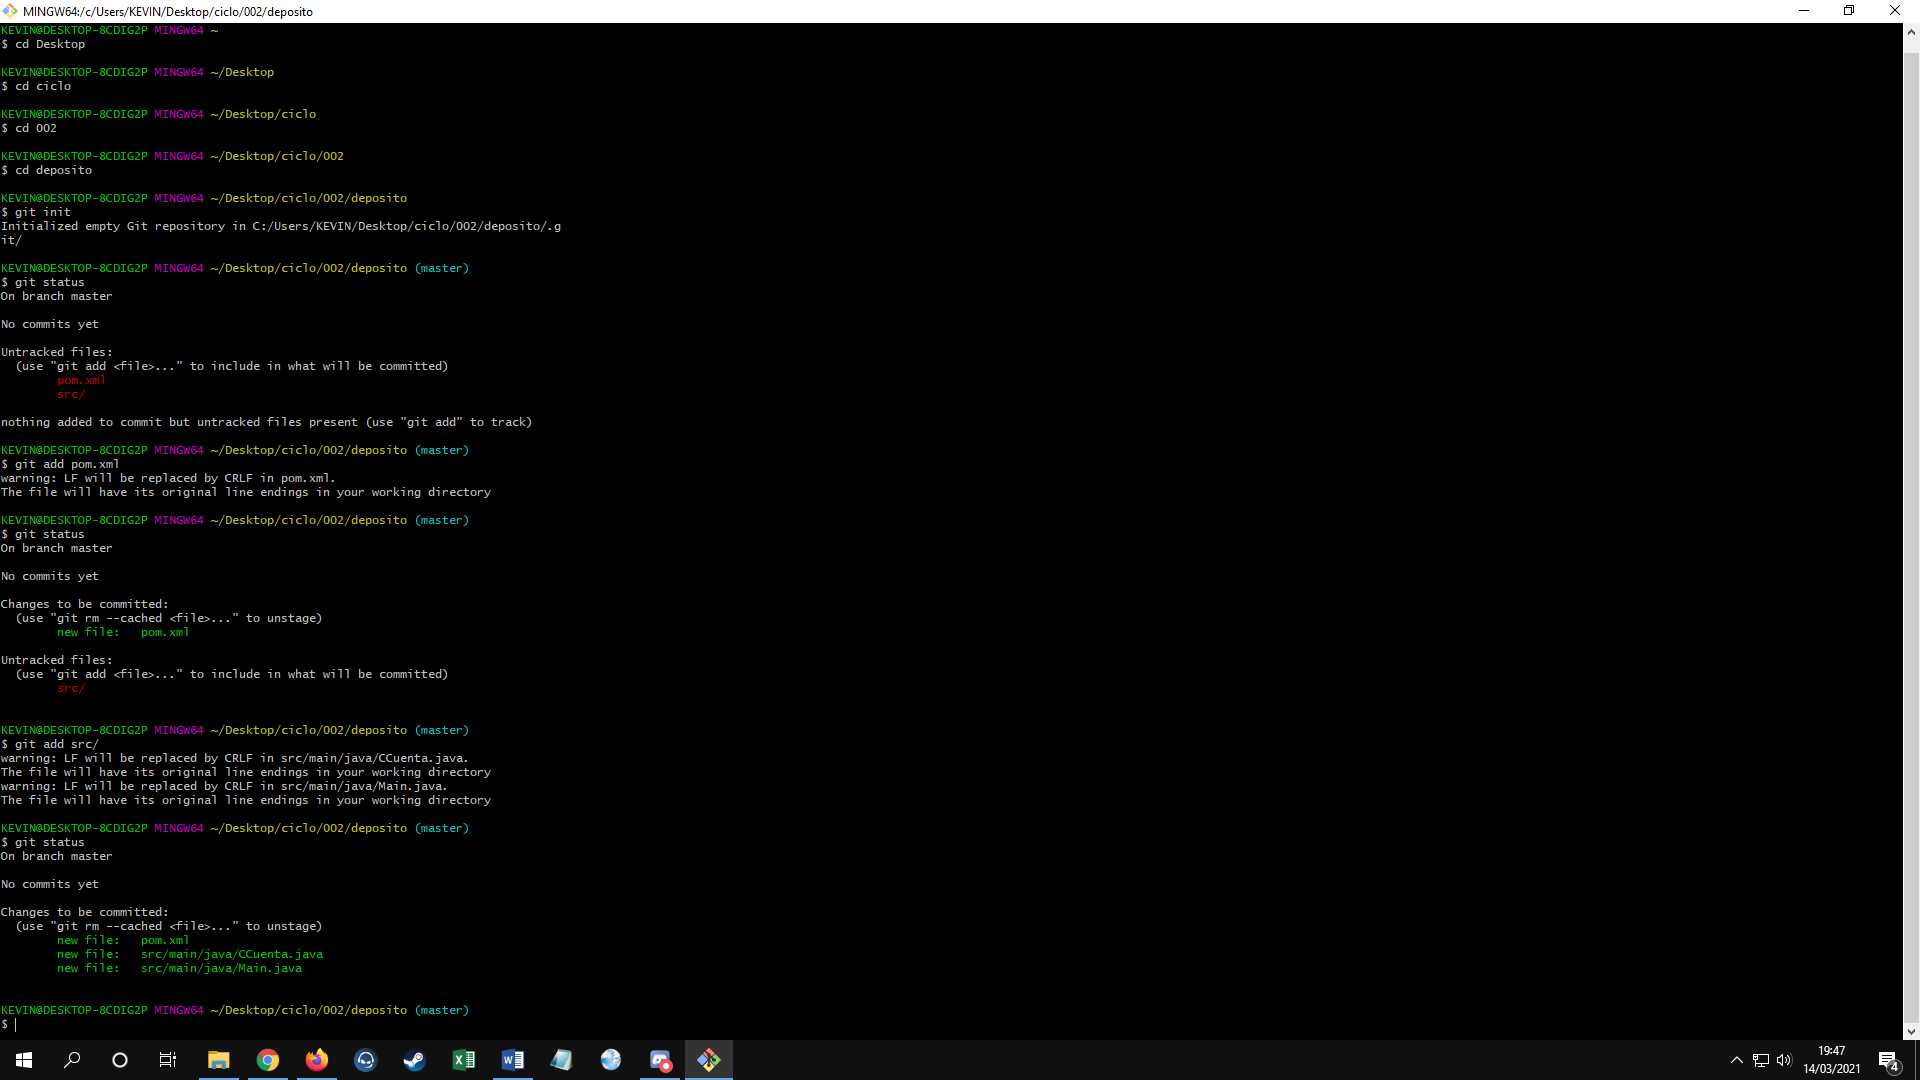 MINGW64:/c/Users/KEVIN/Desktop/ciclo/002/deposito
KEVIN@DESKTOP-8CDIG2P MINGW64 ~
$ cd Desktop
KEVIN@DESKTOP-8CDIG2P MINGW64 ~/Desktop
$ cd ciclo
KEVIN@DESKTOP-8CDIG2P MINGW64 ~/Desktop/ciclo
$ cd 002
KEVIN@DESKTOP-8CDIG2P MINGW64 ~/Desktop/ciclo/002
$ cd deposito
KEVIN@DESKTOP-8CDIG2P MINGW64 ~/Desktop/ciclo/002/deposito
$ git init
Initialized empty Git repository in C:/Users/KEVIN/Desktop/ciclo/002/deposito/.g
it/
KEVIN@DESKTOP-8CDIG2P MINGW64 ~/Desktop/ciclo/002/deposito (master)
$ git status
On branch master
No commits yet
Untracked files:
(use "git add <file>..." to include in what will be committed)
pom.xml
src/
nothing added to commit but untracked files present (use "git add" to track)
KEVIN@DESKTOP-8CDIG2P MINGW64 ~/Desktop/ciclo/002/deposito (master)
$ git add pom.xml
warning: LF will be replaced by CRLF in pom.xml.
The file will have its original line endings in your working directory
KEVIN@DESKTOP-8CDIG2P MINGW64 ~/Desktop/ciclo/002/deposito (master)
$ git status
On branch master
No commits yet
Changes to be committed:
(use "git rm --cached <file>..." to unstage)
new file:   pom.xml
Untracked files:
(use "git add <file>..." to include in what will be committed)
src/
KEVIN@DESKTOP-8CDIG2P MINGW64 ~/Desktop/ciclo/002/deposito (master)
$ git add src/
warning: LF will be replaced by CRLF in src/main/java/CCuenta.java.
The file will have its original line endings in your working directory
warning: LF will be replaced by CRLF in src/main/java/Main.java.
The file will have its original line endings in your working directory
KEVIN@DESKTOP-8CDIG2P MINGW64 ~/Desktop/ciclo/002/deposito (master)
$ git status
On branch master
No commits yet
Changes to be committed:
(use "git rm --cached <file>..." to unstage)
new file:   pom.xml
new file:   src/main/java/CCuenta.java
new file:   src/main/java/Main.java
KEVIN@DESKTOP-8CDIG2P MINGW64 ~/Desktop/ciclo/002/deposito (master)
$
19:47
14/03/2021
4